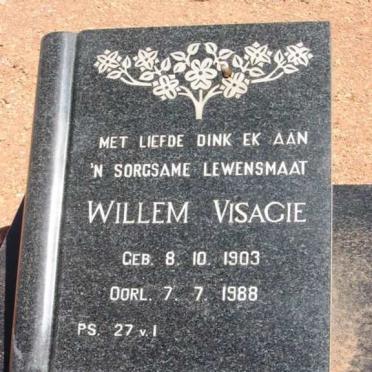 MET LIEFDE DINK EK AAN
'N SORGSAME LEWENSMAAT
WILLEM VISAGIE
GEB. 8. 10. 1903
OORL. 7. 7. 1988
PS. 27 v. 1